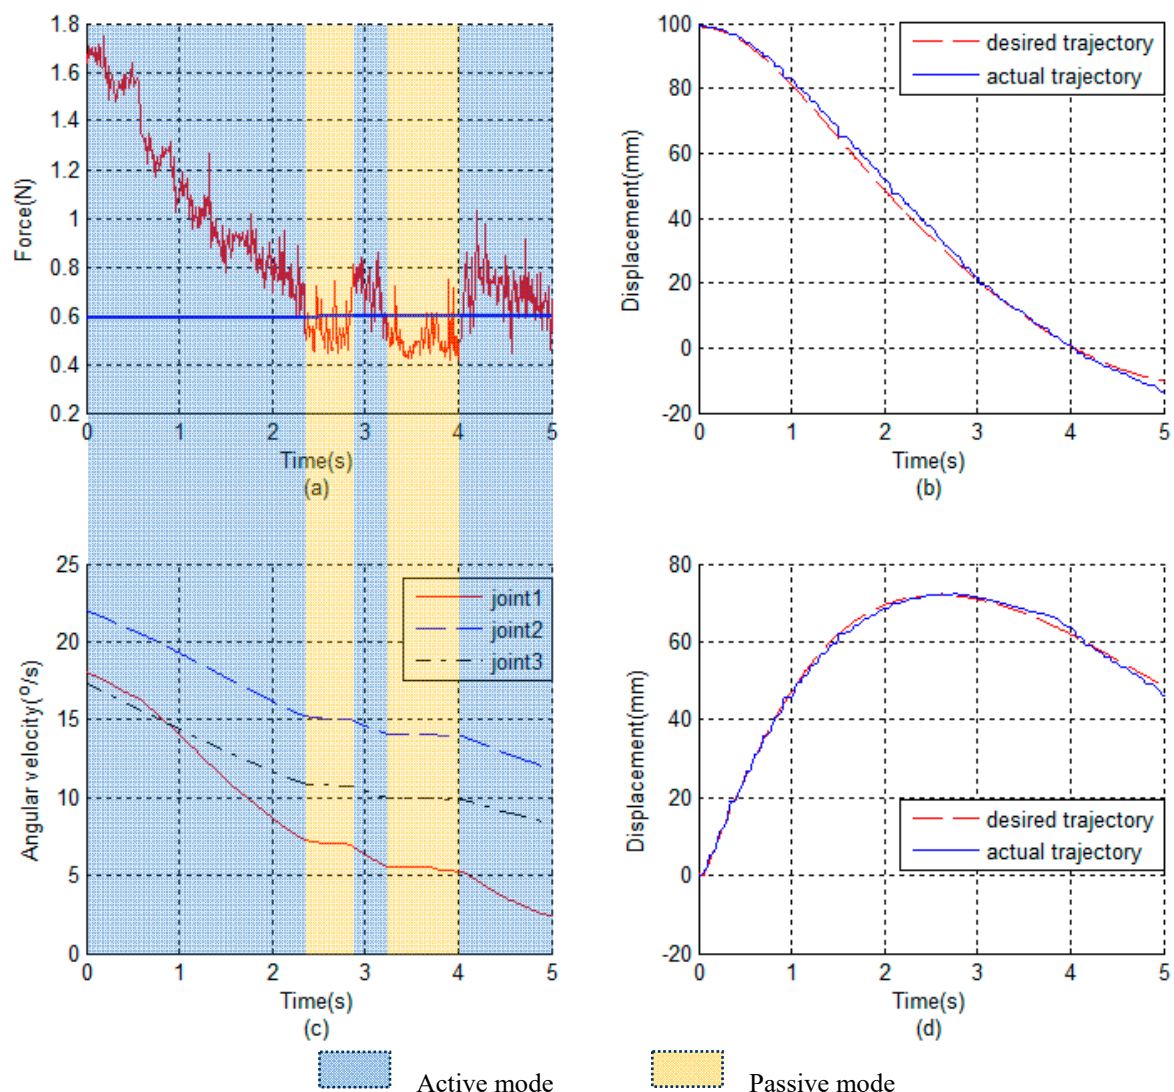 1.8
1.6
1.4
1.2
1
0.8
0.6
0.4
0.2
Force(N)
0 1 2 3 4 5
Time(s)
(a)
100
80
60
40
20
0
-20
Displacement(mm)
desired trajectory
actual trajectory
0 1 2 3 4 5
Time(s)
(b)
25
20
15
10
5
0
Angular velocity(°/s)
joint1
joint2
joint3
0 1 2 3 4 5
Time(s)
(c)
80
60
40
20
0
-20
Displacement(mm)
desired trajectory
actual trajectory
0 1 2 3 4 5
Time(s)
(d)
Active mode Passive mode